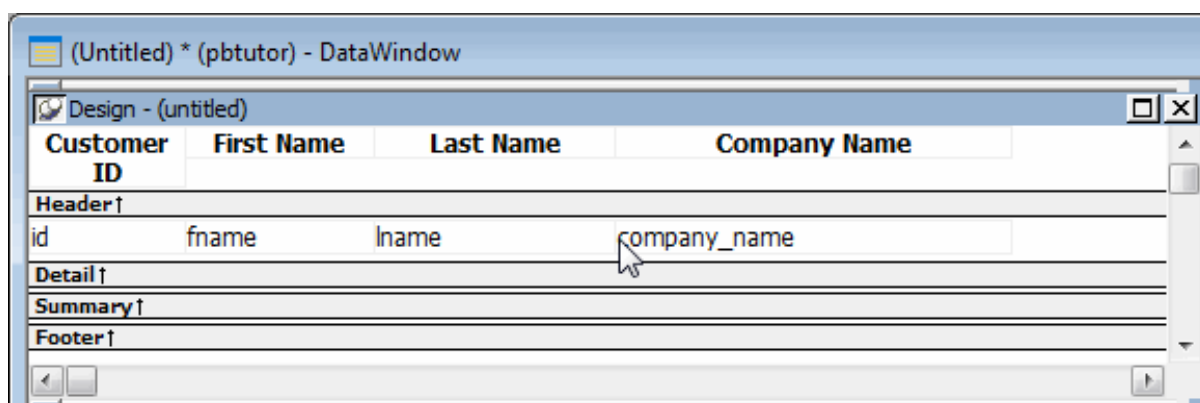 (Untitled) * (pbtutor) - DataWindow
Design - (untitled)
Customer ID First Name Last Name Company Name
Header↑
id fname lname company_name
Detail↑
Summary↑
Footer↑